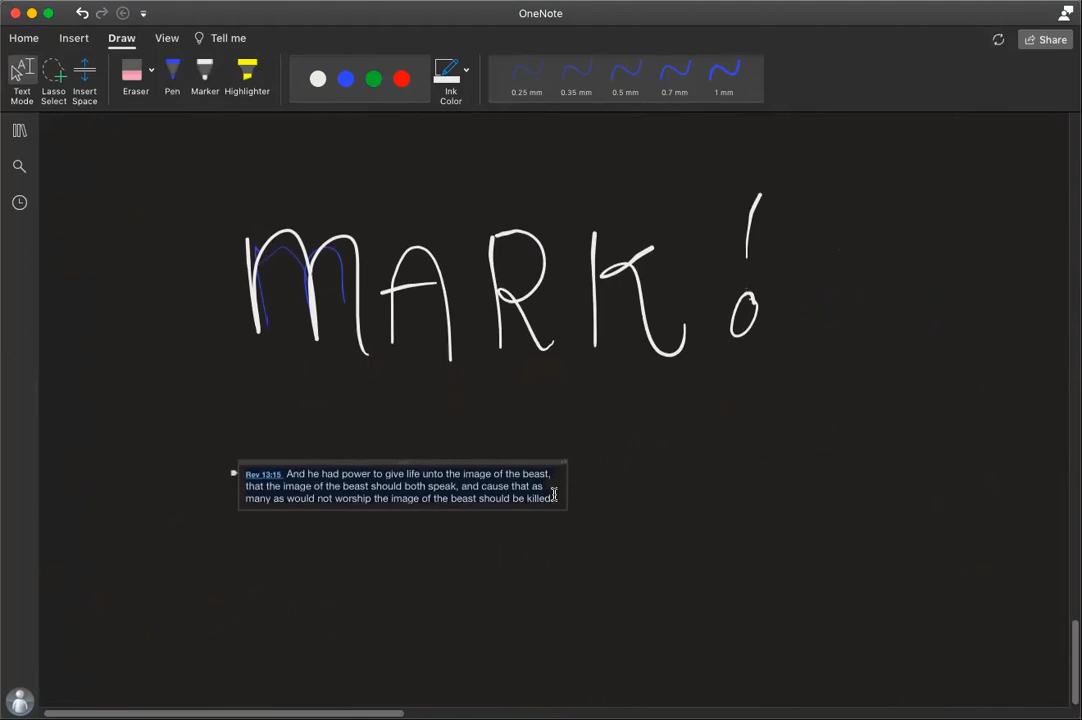 OneNote
Home Insert Draw View Tell me
Share
Text Mode
Lasso Select
Insert Space
Eraser
Pen
Marker
Highlighter
Ink Color
0.25 mm
0.35 mm
0.5 mm
0.7 mm
1 mm
MARK!
Rev 13:15 And he had power to give life unto the image of the beast,
that the image of the beast should both speak, and cause that as
many as would not worship the image of the beast should be killed.